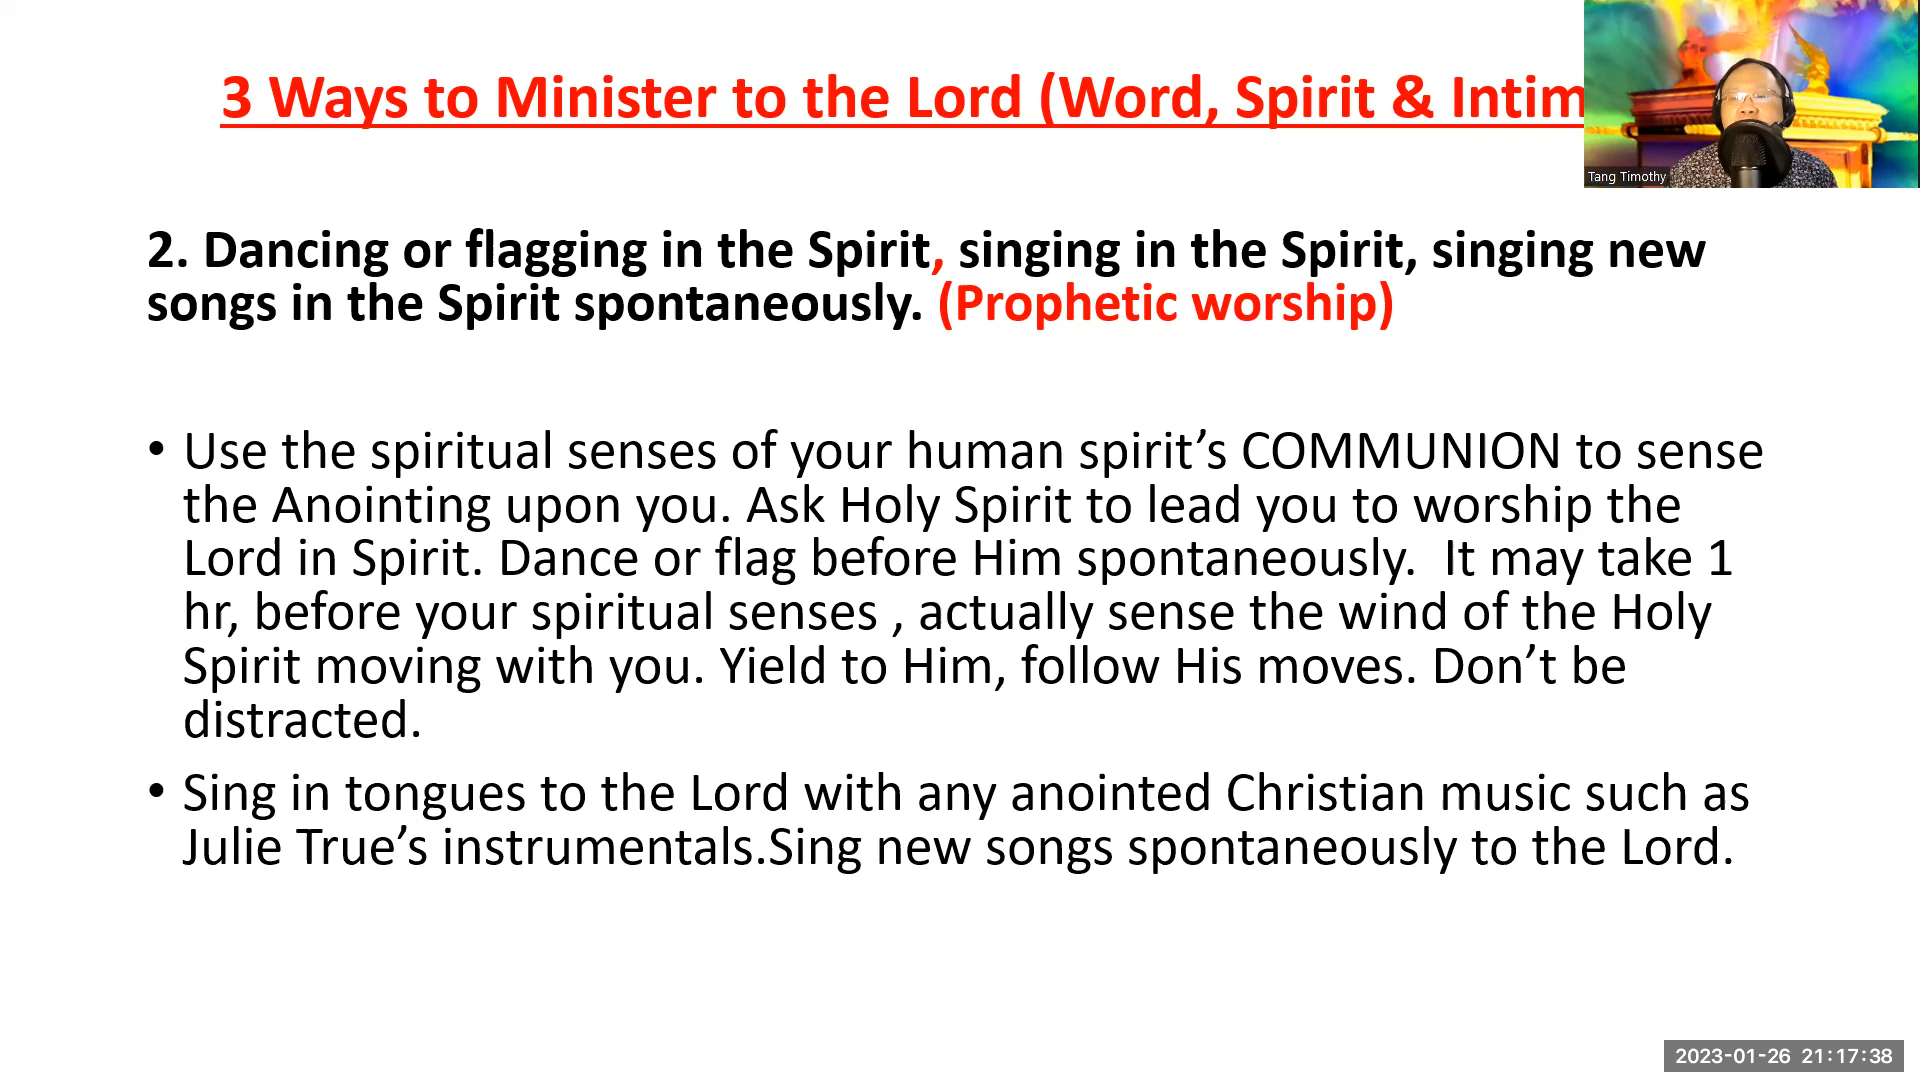 3 Ways to Minister to the Lord (Word, Spirit & Intim
Tang Timothy
2. Dancing or flagging in the Spirit, singing in the Spirit, singing new
songs in the Spirit spontaneously. (Prophetic worship)
• Use the spiritual senses of your human spirit’s COMMUNION to sense
the Anointing upon you. Ask Holy Spirit to lead you to worship the
Lord in Spirit. Dance or flag before Him spontaneously.  It may take 1
hr, before your spiritual senses , actually sense the wind of the Holy
Spirit moving with you. Yield to Him, follow His moves. Don’t be
distracted.
• Sing in tongues to the Lord with any anointed Christian music such as
Julie True’s instrumentals.Sing new songs spontaneously to the Lord.
2023-01-26 21:17:38